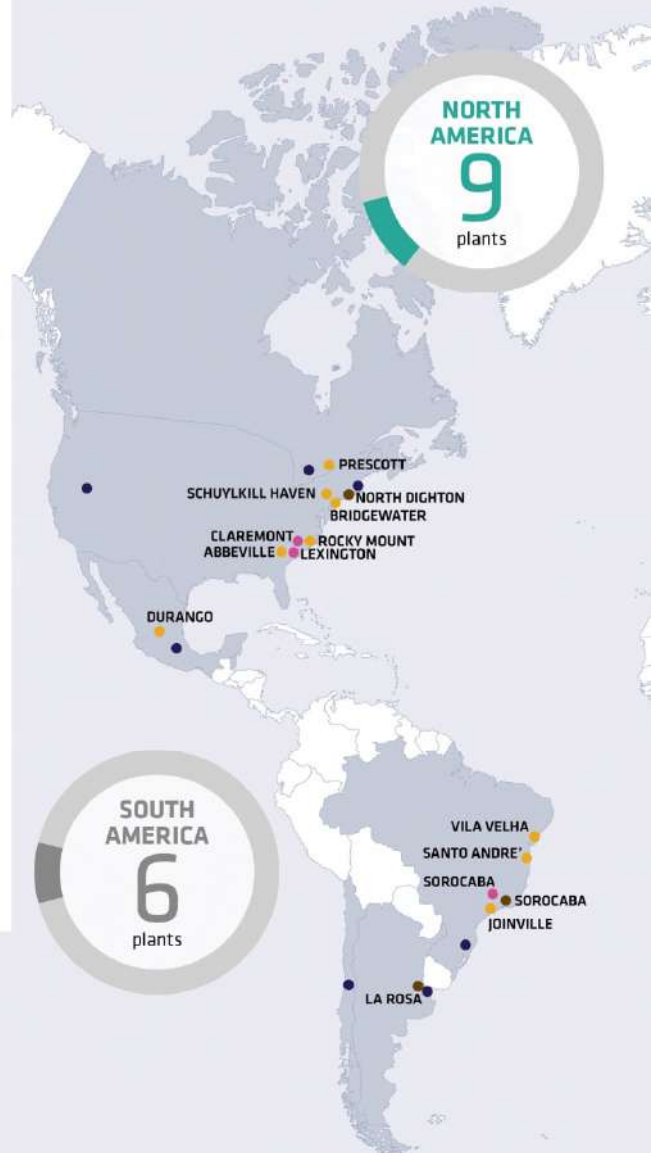 NORTH
AMERICA
9
plants
PRESCOTT
SCHUYLKILL HAVEN
NORTH DIGHTON
BRIDGEWATER
CLAREMONT
ROCKY MOUNT
ABBEVILLE
LEXINGTON
DURANGO
SOUTH
AMERICA
6
plants
VILA VELHA
SANTO ANDRE'
SOROCABA
SOROCABA
JOINVILLE
LA ROSA